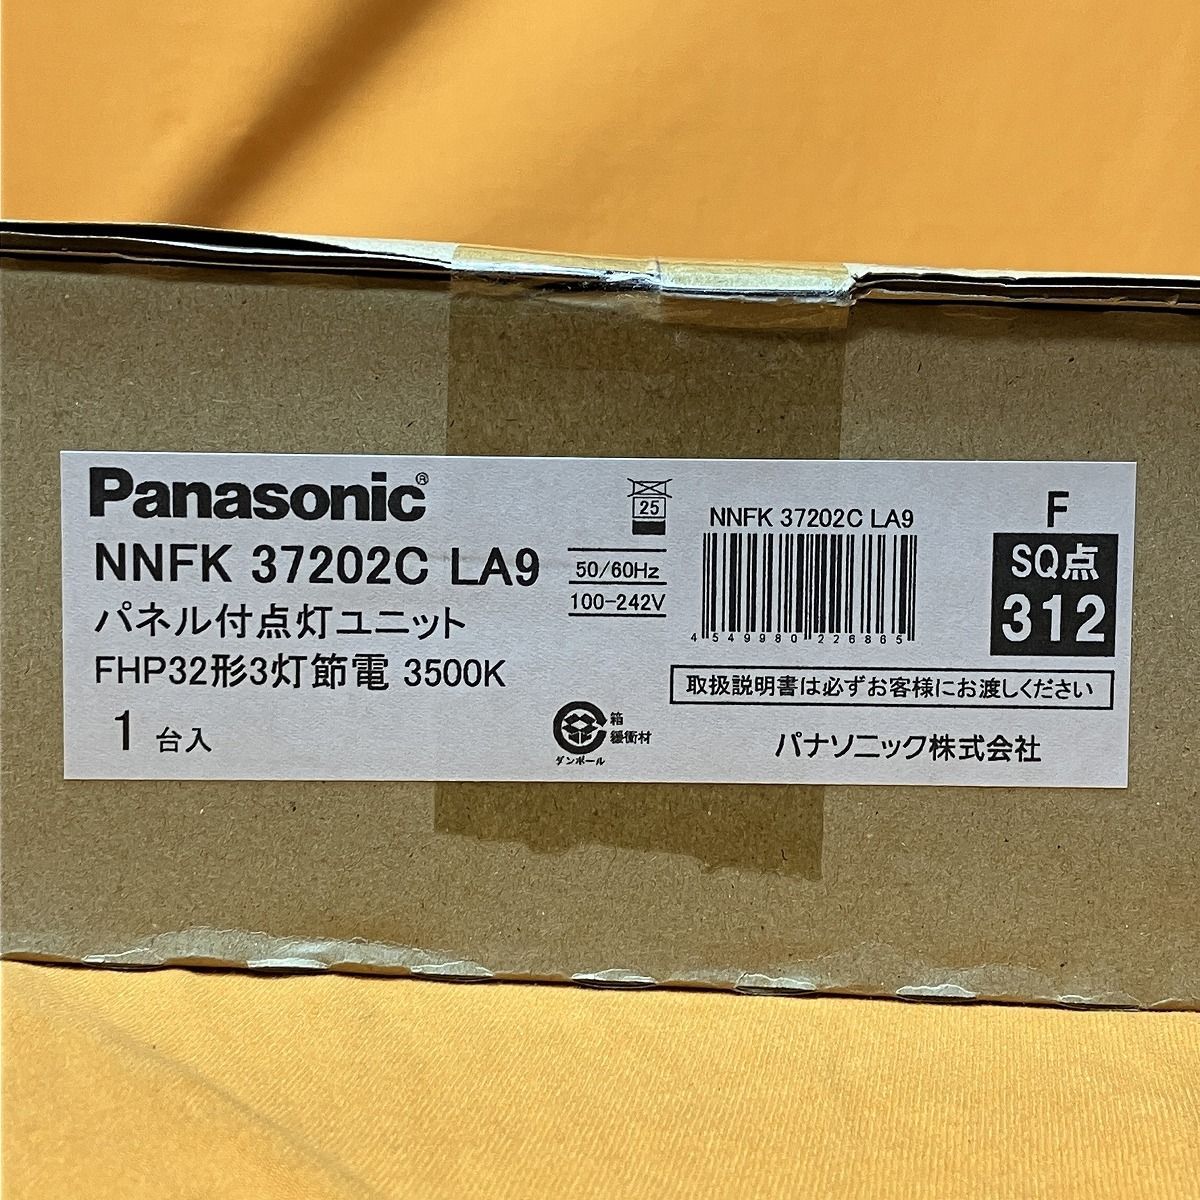 Panasonic®
NNFK 37202C LA9
パネル付点灯ユニット
FHP32形3灯節電 3500K
1 台入
25
50/60Hz
100-242V
NNFK 37202C LA9
4549980226865
F
SQ点
312
取扱説明書は必ずお客様にお渡しください
箱
緩衝材
ダンボール
パナソニック株式会社